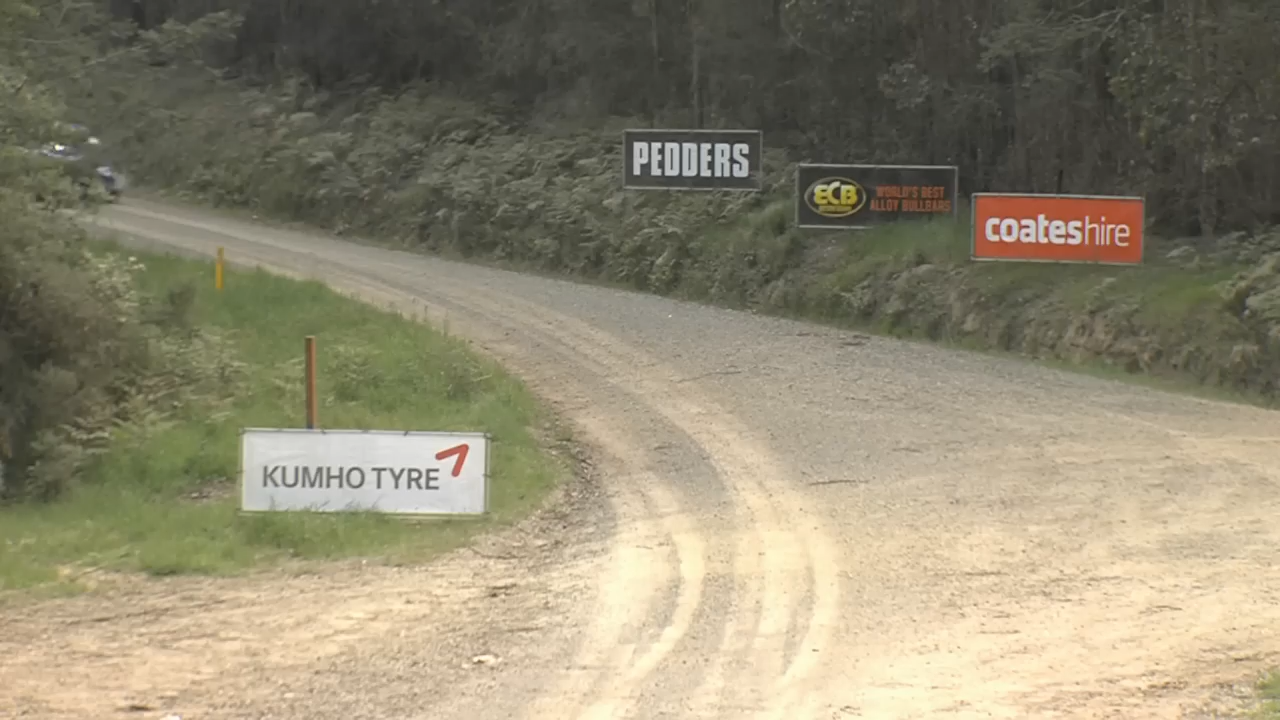 PEDDERS
ECB
WORLD'S BEST
ALLOY BULLBARS
coateshire
KUMHO TYRE